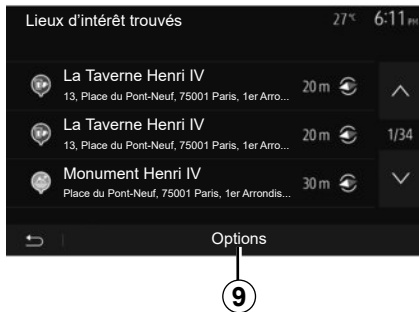 Lieux d'intérêt trouvés 27°C 6:11 PM
La Taverne Henri IV
13, Place du Pont-Neuf, 75001 Paris, 1er Arro... 20 m
La Taverne Henri IV
13, Place du Pont-Neuf, 75001 Paris, 1er Arro... 20 m
1/34
Monument Henri IV
Place du Pont-Neuf, 75001 Paris, 1er Arrondis... 30 m
Options
9